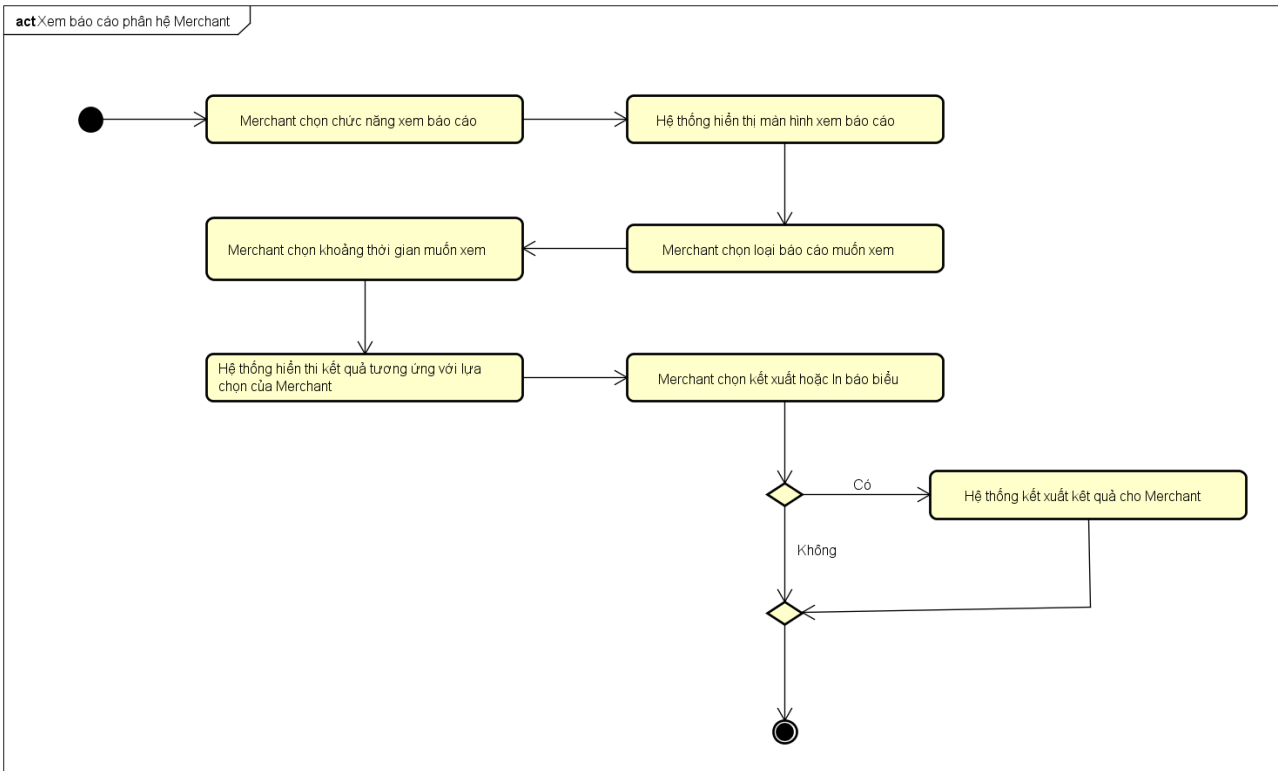 act Xem báo cáo phân hệ Merchant
Merchant chọn chức năng xem báo cáo
Hệ thống hiển thị màn hình xem báo cáo
Merchant chọn khoảng thời gian muốn xem
Merchant chọn loại báo cáo muốn xem
Hệ thống hiển thi kết quả tương ứng với lựa
chọn của Merchant
Merchant chọn kết xuất hoặc In báo biểu
Có
Hệ thống kết xuất kêt quả cho Merchant
Không